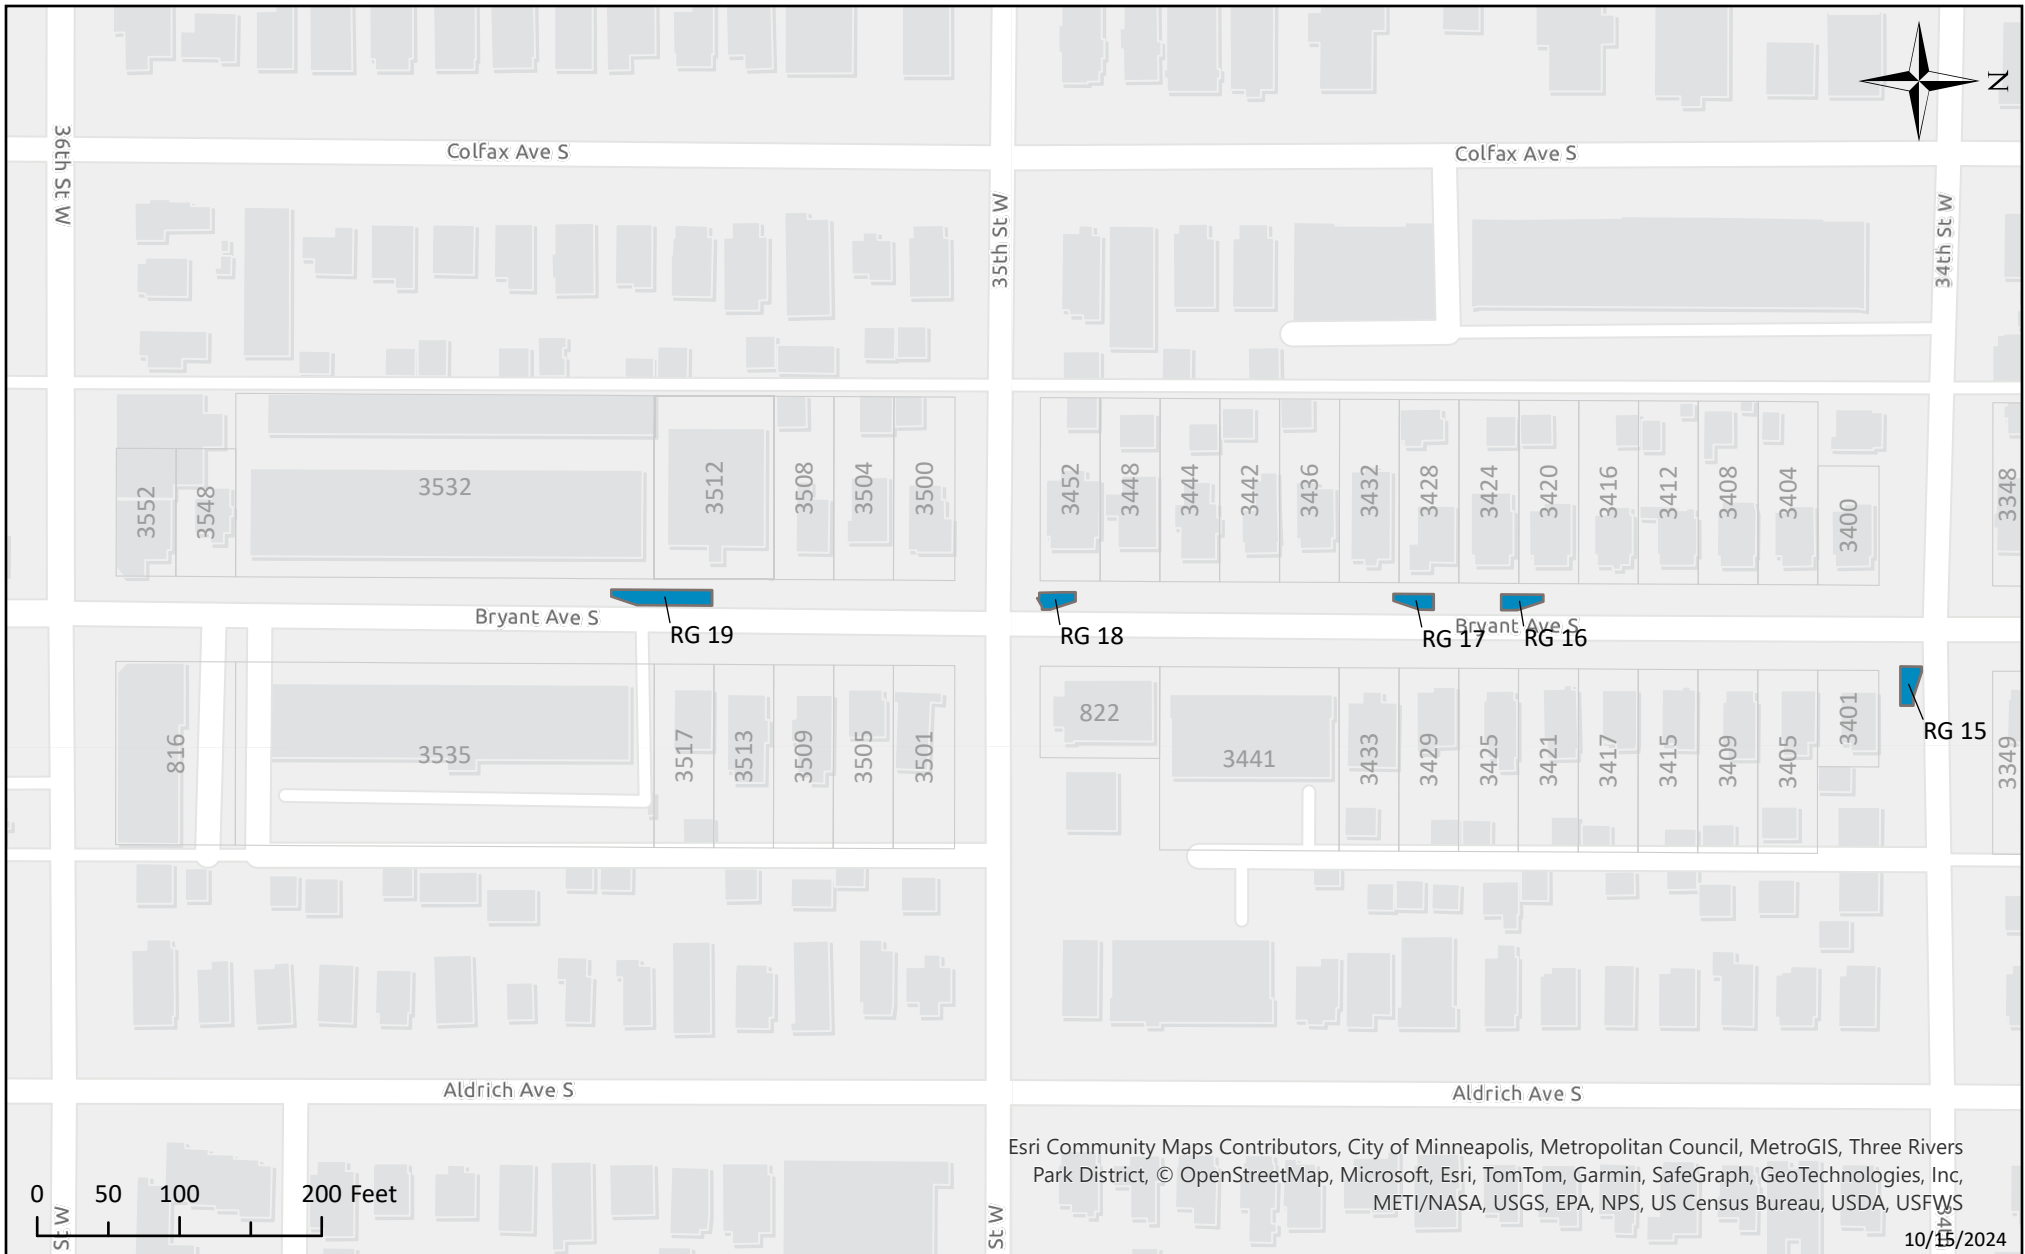 N
Colfax Ave S
Colfax Ave S
36th St W
35th St W
34th St W
3552
3548
3532
3512
3508
3504
3500
3452
3448
3444
3442
3436
3432
3428
3424
3420
3416
3412
3408
3404
3400
3348
Bryant Ave S
RG 19
RG 18
Bryant Ave S
RG 17
RG 16
RG 15
816
3535
3517
3513
3509
3505
3501
822
3441
3433
3429
3425
3421
3417
3415
3409
3405
3401
3349
Aldrich Ave S
Aldrich Ave S
Esri Community Maps Contributors, City of Minneapolis, Metropolitan Council, MetroGIS, Three Rivers
Park District, © OpenStreetMap, Microsoft, Esri, TomTom, Garmin, SafeGraph, GeoTechnologies, Inc,
METI/NASA, USGS, EPA, NPS, US Census Bureau, USDA, USFWS
0 50 100 200 Feet
St W
St W
34th
10/15/2024